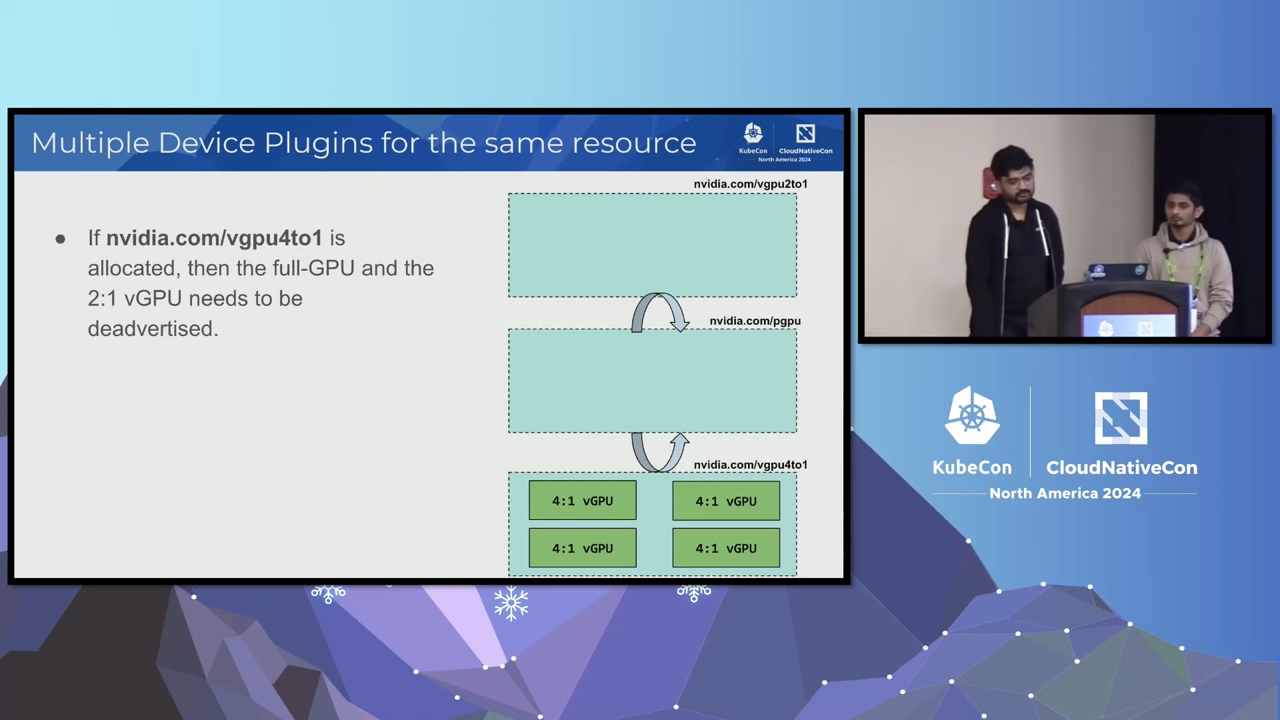 Multiple Device Plugins for the same resource
KubeCon
CloudNativeCon
North America 2024
● If nvidia.com/vgpu4to1 is
allocated, then the full-GPU and the
2:1 vGPU needs to be
deadvertised.
nvidia.com/vgpu2to1
nvidia.com/pgpu
nvidia.com/vgpu4to1
4:1 vGPU
4:1 vGPU
4:1 vGPU
4:1 vGPU
KubeCon
CloudNativeCon
North America 2024